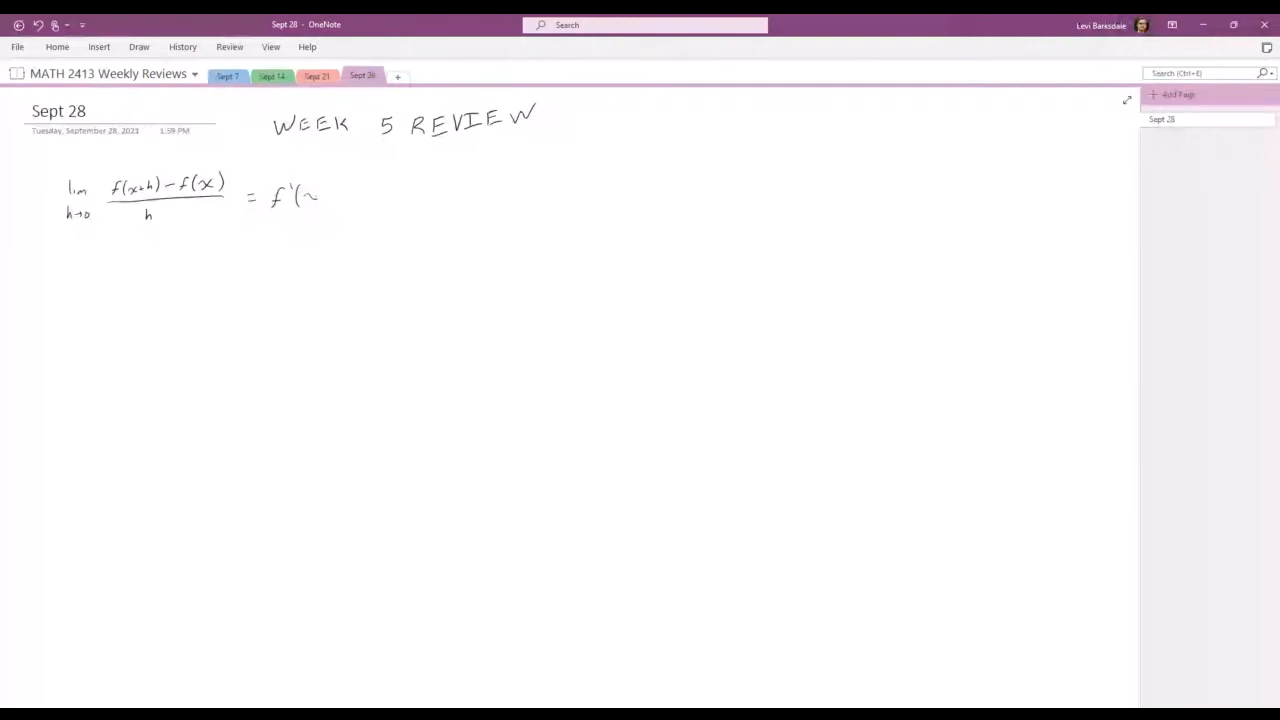 Sept 28 - OneNote
Search
Levi Barksdale
File Home Insert Draw History Review View Help
MATH 2413 Weekly Reviews
Sept 7 Sept 14 Sept 21 Sept 26 +
Search (Ctrl+E)
Add Page
Sept 28
Sept 28
Tuesday, September 28, 2021 1:59 PM
WEEK 5 REVIEW
lim h→0 f(x+h)-f(x) / h = f'(